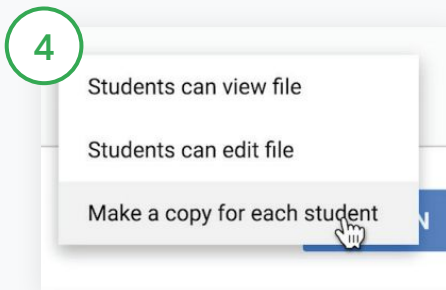 4
Students can view file
Students can edit file
Make a copy for each student
N